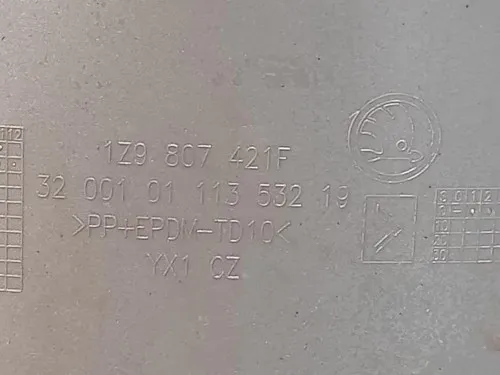 1Z9 807 421F
32 001 01 113 532 19
>PP+EPDM-TD10<
YX1 CZ